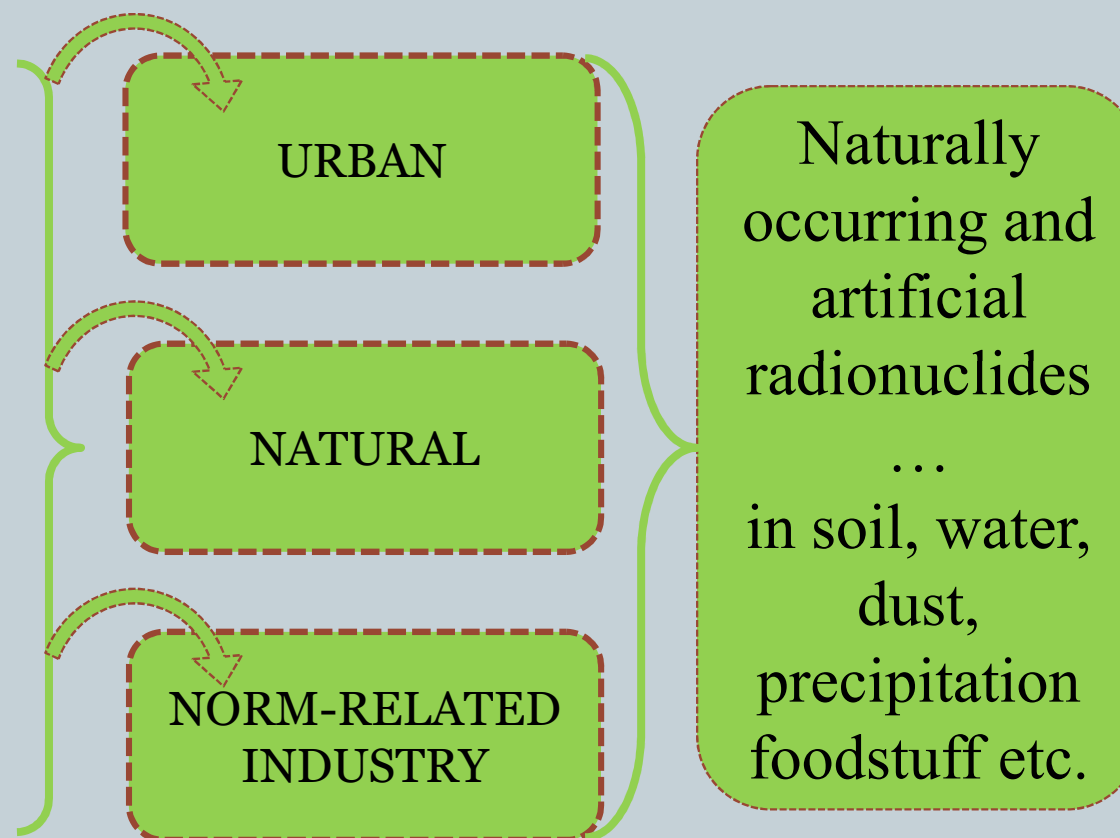 URBAN
NATURAL
NORM-RELATED
INDUSTRY
Naturally
occurring and
artificial
radionuclides
…
in soil, water,
dust,
precipitation
foodstuff etc.